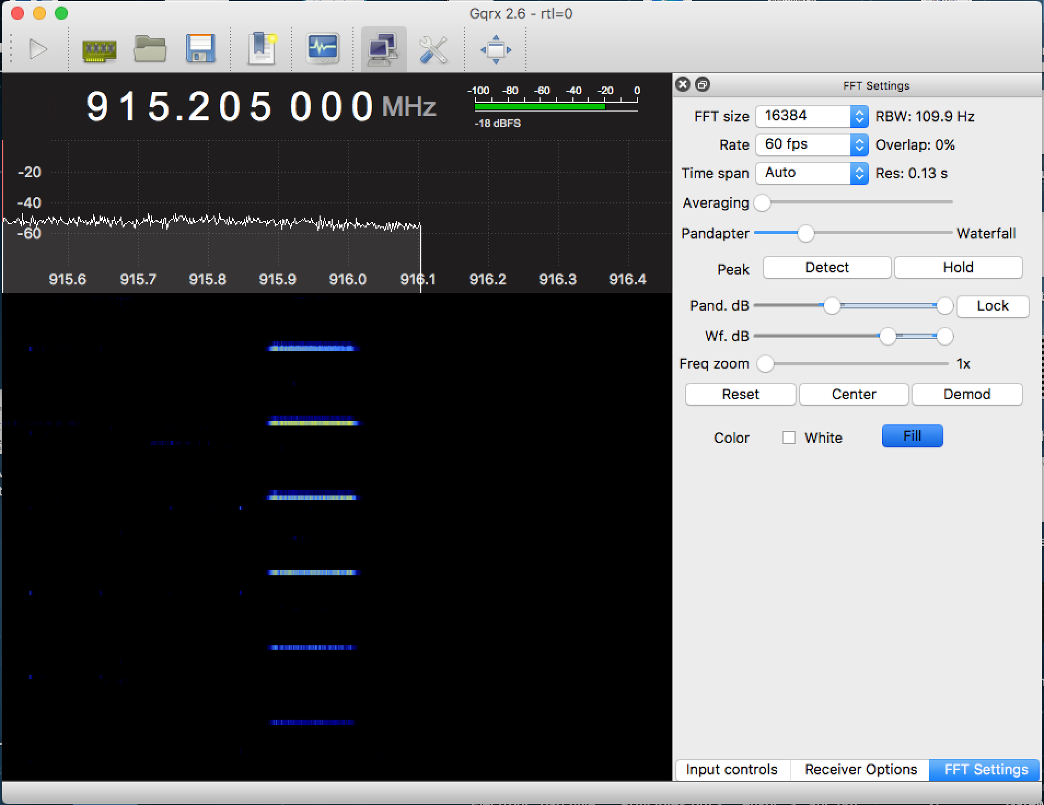 Gqrx 2.6 - rtl=0
915.205 000 MHz
-100 -80 -60 -40 -20 0
-18 dBFS
-20
-40
-60
915.6 915.7 915.8 915.9 916.0 916.1 916.2 916.3 916.4
FFT Settings
FFT size 16384 RBW: 109.9 Hz
Rate 60 fps Overlap: 0%
Time span Auto Res: 0.13 s
Averaging
Pandapter Waterfall
Peak Detect Hold
Pand. dB Lock
Wf. dB
Freq zoom 1x
Reset Center Demod
Color White Fill
Input controls Receiver Options FFT Settings